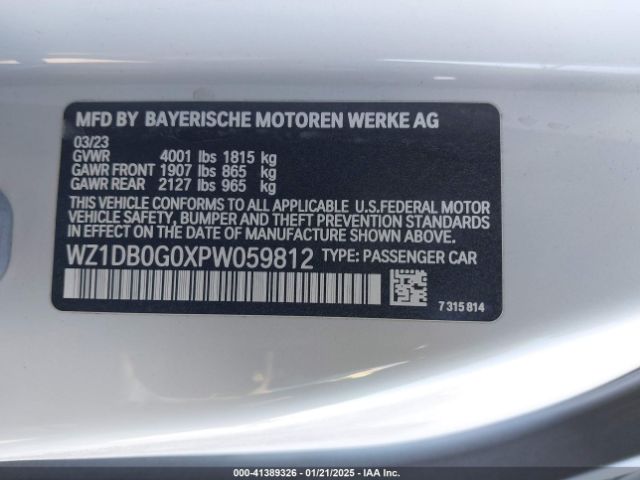 MFD BY BAYERISCHE MOTOREN WERKE AG
03/23
GVWR 4001 lbs 1815 kg
GAWR FRONT 1907 lbs 865 kg
GAWR REAR 2127 lbs 965 kg
THIS VEHICLE CONFORMS TO ALL APPLICABLE U.S.FEDERAL MOTOR
VEHICLE SAFETY, BUMPER AND THEFT PREVENTION STANDARDS
IN EFFECT ON THE DATE OF MANUFACTURE SHOWN ABOVE.
WZ1DB0G0XPW059812 TYPE: PASSENGER CAR
7 315 814
000-41389326 / 01/21/2025 / IAA Inc.